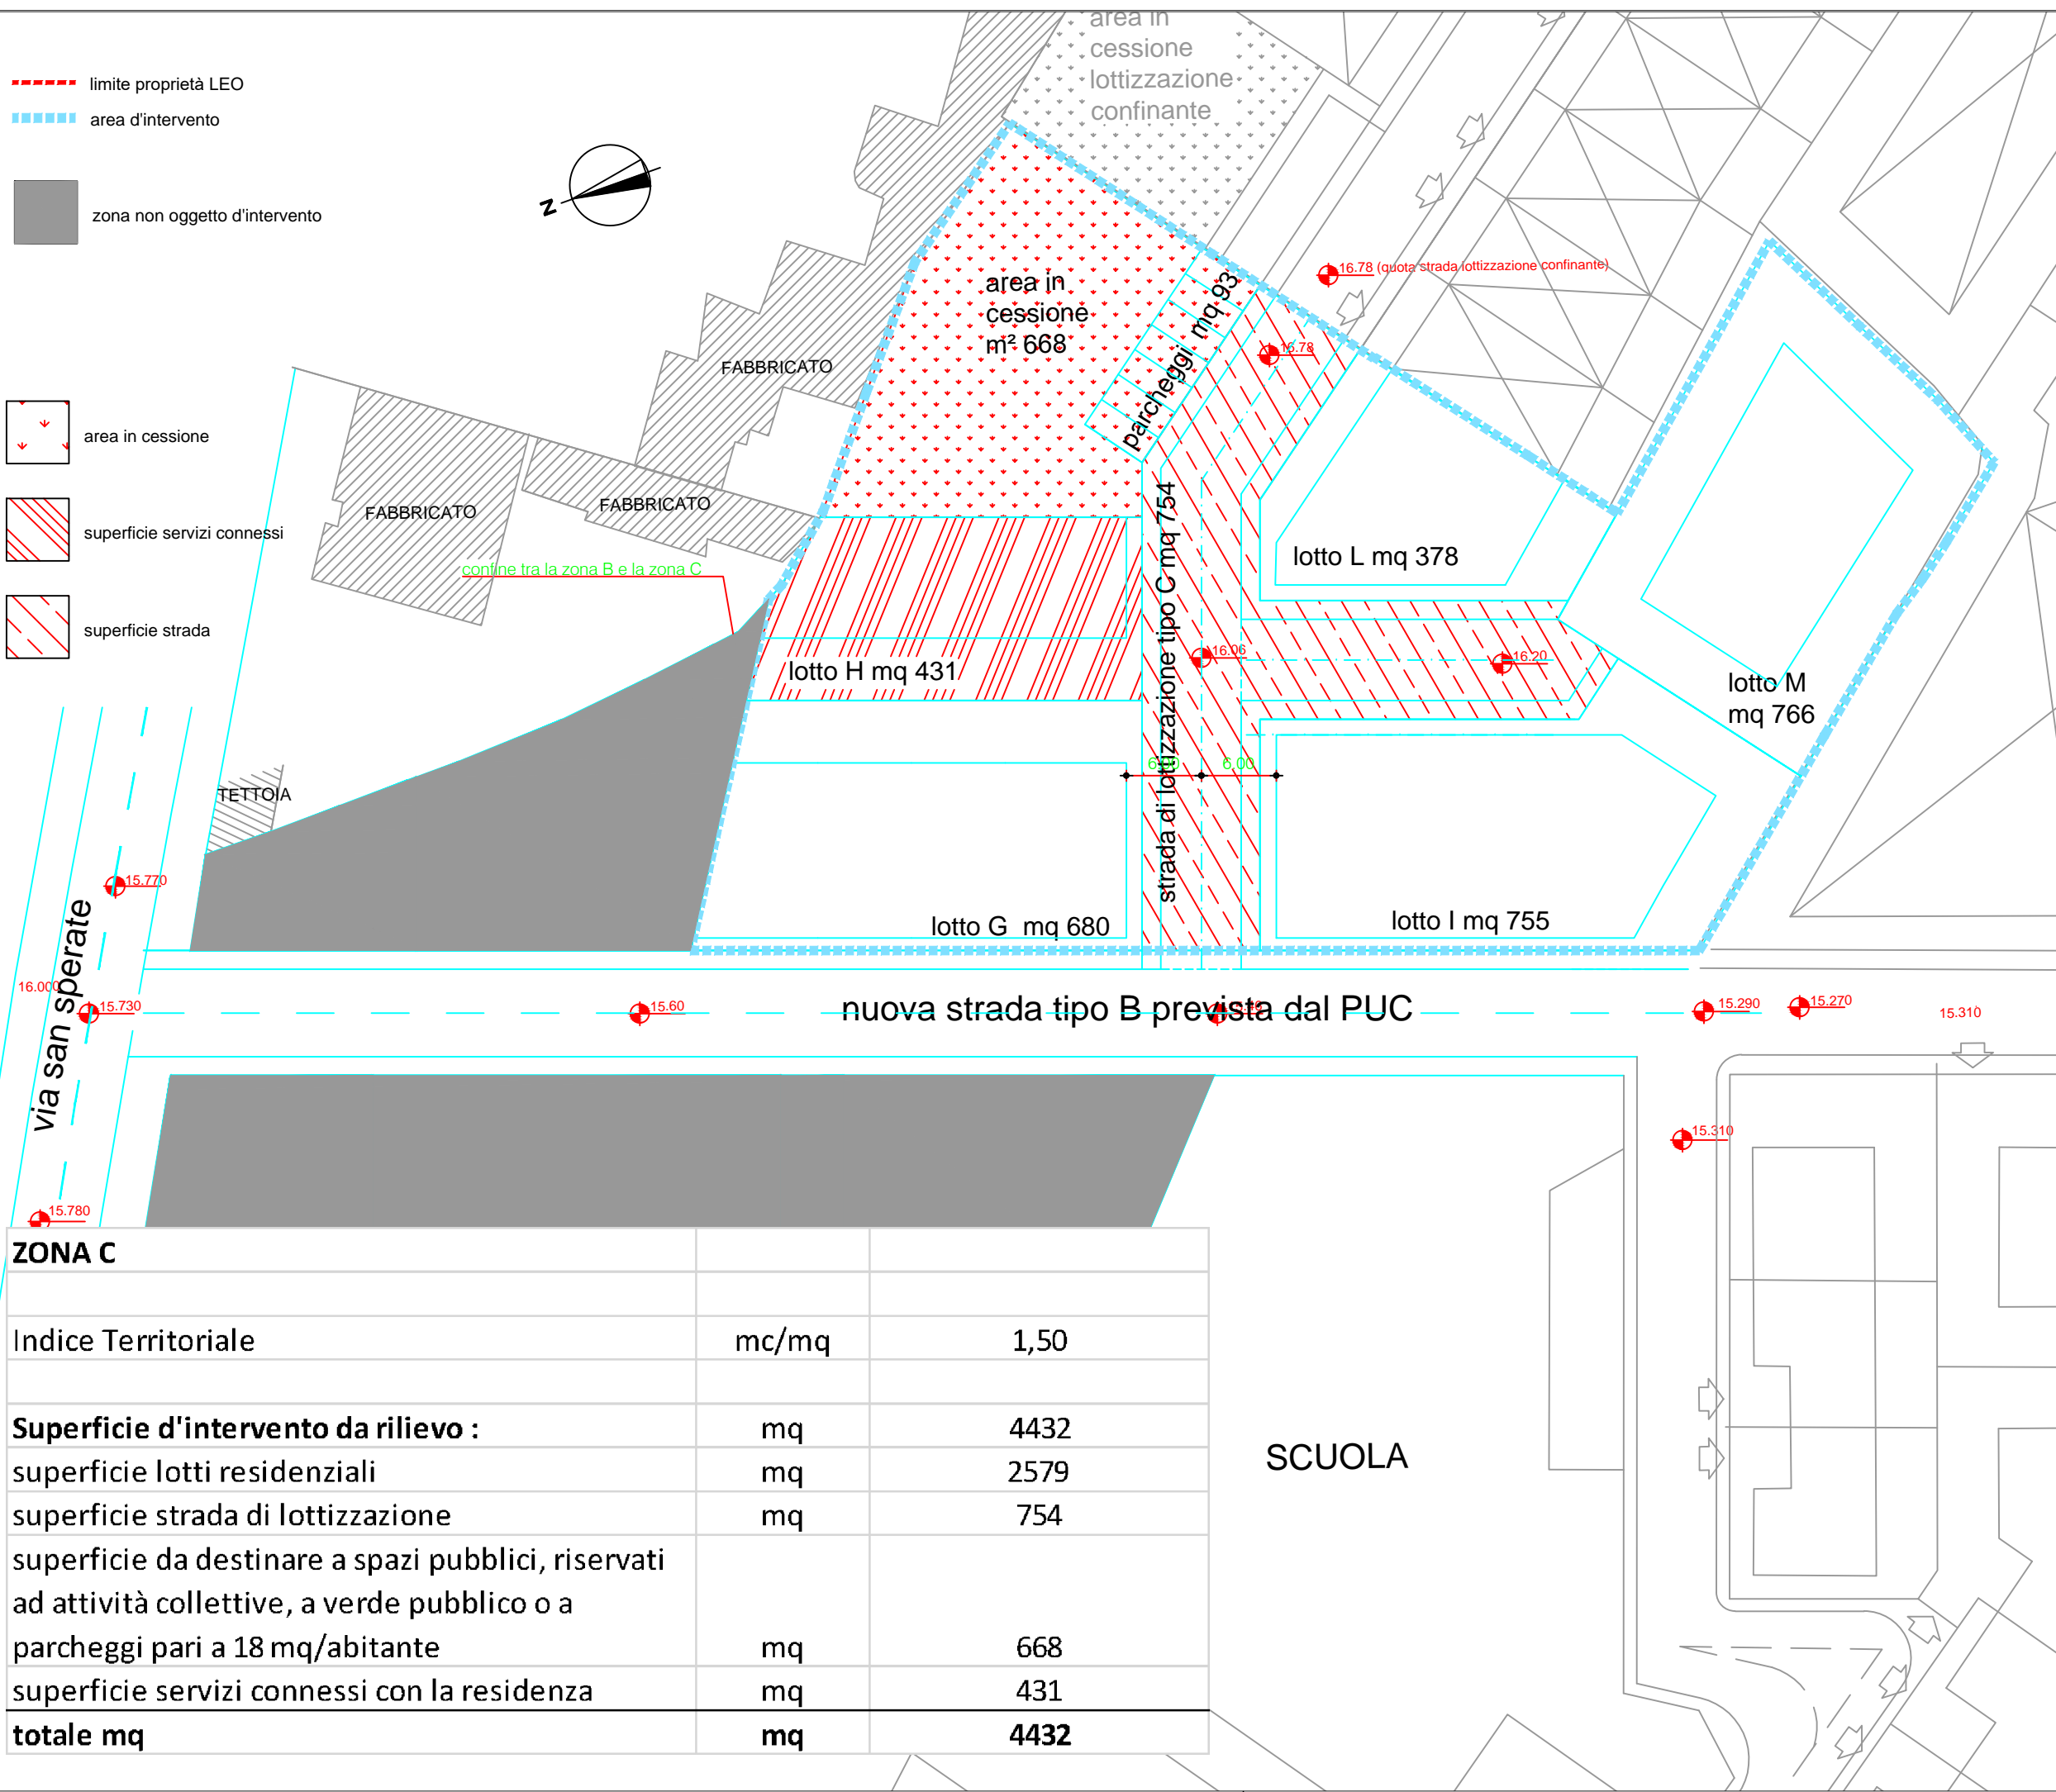 area in
cessione
lottizzazione
confinante
limite proprietà LEO
area d'intervento
zona non oggetto d'intervento
N
16.78 (quota strada lottizzazione confinante)
area in
cessione
m² 668
parcheggi mq 93
16.78
FABBRICATO
FABBRICATO
FABBRICATO
area in cessione
superficie servizi connessi
superficie strada
confine tra la zona B e la zona C
strada di lottizzazione tipo C mq 754
lotto L mq 378
lotto H mq 431
16.06
16.20
lotto M
mq 766
6.00
6.00
TETTOIA
15.770
lotto G mq 680
lotto I mq 755
via san sperate
16.000
15.730
15.60
nuova strada tipo B prevista dal PUC
15.290
15.270
15.310
15.310
15.780
ZONA C
Indice Territoriale mc/mq 1,50
Superficie d'intervento da rilievo : mq 4432
superficie lotti residenziali mq 2579
superficie strada di lottizzazione mq 754
superficie da destinare a spazi pubblici, riservati
ad attività collettive, a verde pubblico o a
parcheggi pari a 18 mq/abitante mq 668
superficie servizi connessi con la residenza mq 431
totale mq mq 4432
SCUOLA